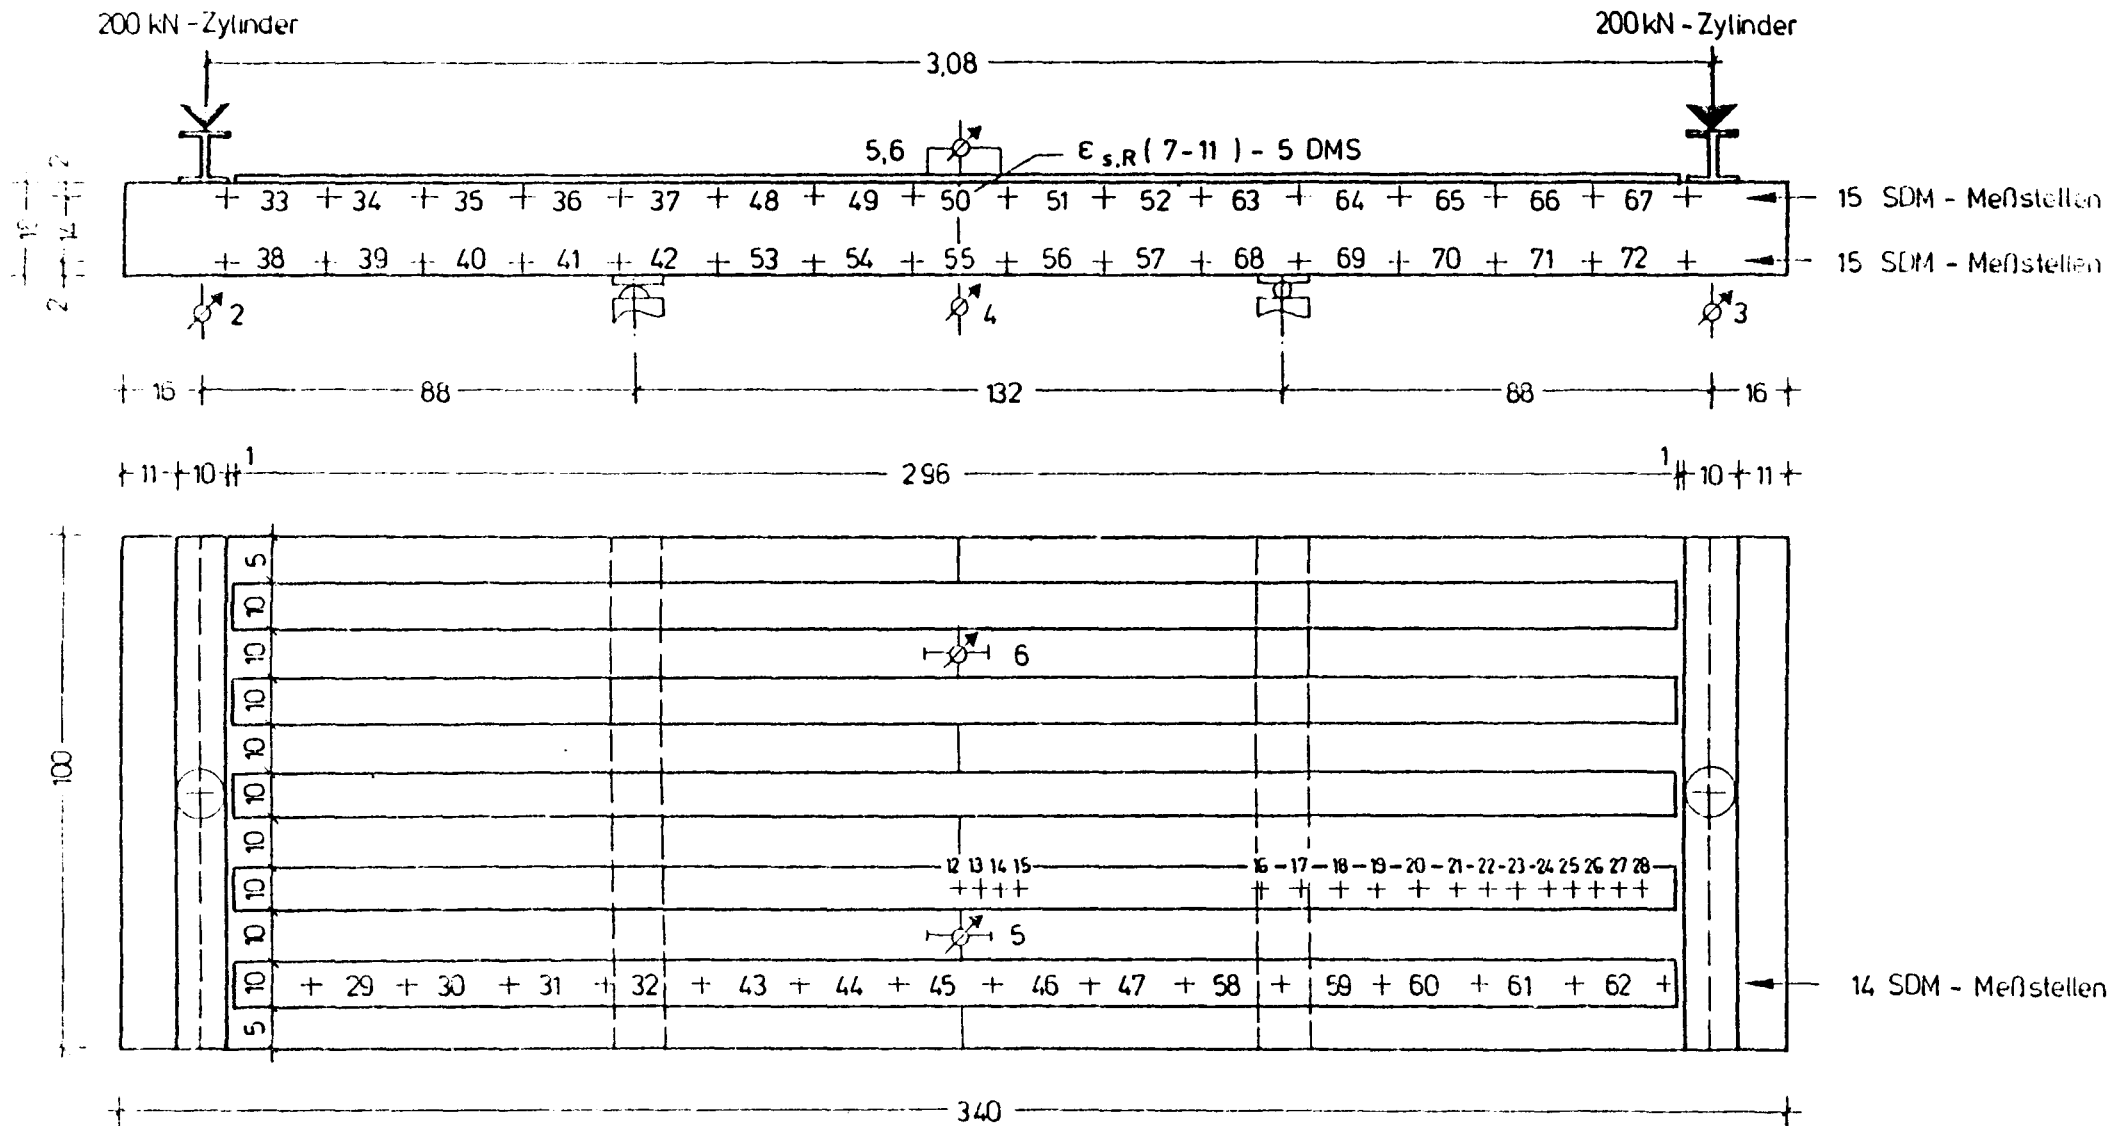 200 kN - Zylinder
200 kN - Zylinder
3,08
5,6
ε s,R ( 7-11 ) - 5 DMS
2
33 34 35 36 37 48 49 50 51 52 63 64 65 66 67
15 SDM - Meßstellen
38 39 40 41 42 53 54 55 56 57 68 69 70 71 72
15 SDM - Meßstellen
2
2 4 3
16 88 132 88 16
11 10 1 296 1 10 11
100
5
10
10
6
10
10
10
10
12 13 14 15 16 - 17 - 18 - 19 - 20 - 21 - 22 - 23 - 24 - 25 - 26 27 28
10
10
5
10
29 30 31 32 43 44 45 46 47 58 59 60 61 62
14 SDM - Meßstellen
5
340